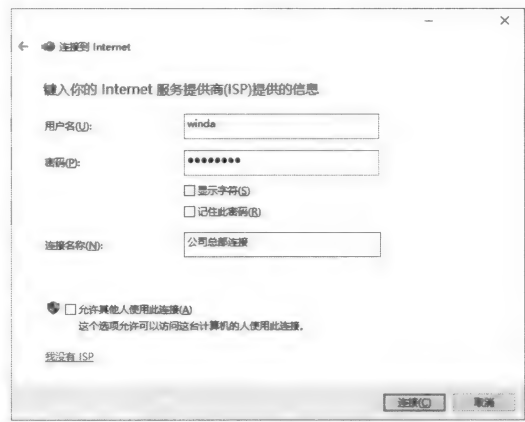 连接到 Internet
键入你的 Internet 服务提供商(ISP)提供的信息
用户名(U): winda
密码(P): ●●●●●●●●
显示字符(S)
记住此密码(R)
连接名称(N): 公司总部连接
允许其他人使用此连接(A)
这个选项允许可以访问这台计算机的人使用此连接。
我没有 ISP
连接(C) 取消